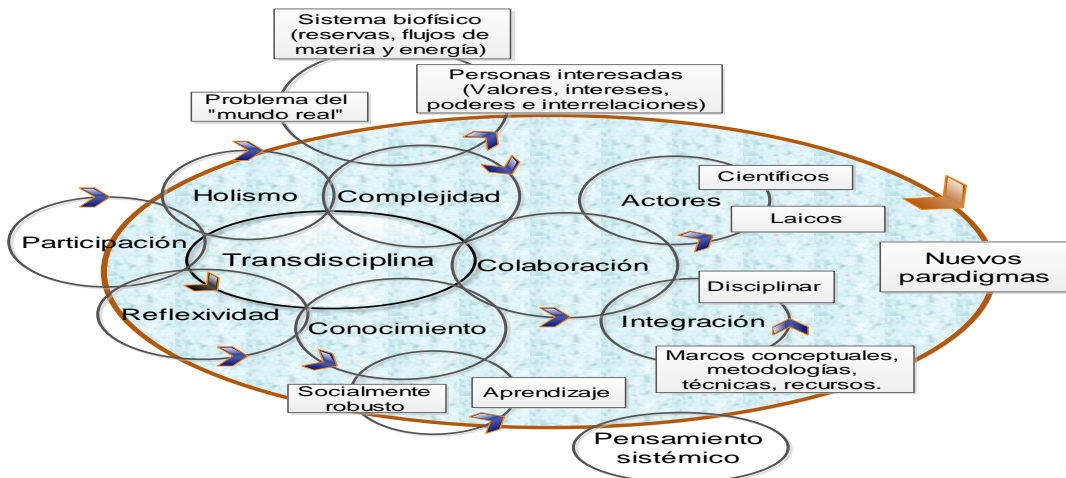 Sistema biofísico
(reservas, flujos de
materia y energía)
Personas interesadas
(Valores, intereses,
poderes e interrelaciones)
Problema del
"mundo real"
Holismo
Complejidad
Actores
Científicos
Laicos
Participación
Transdisciplina
Colaboración
Nuevos
paradigmas
Disciplinar
Reflexividad
Conocimiento
Integración
Marcos conceptuales,
metodologías,
técnicas, recursos.
Socialmente
robusto
Aprendizaje
Pensamiento
sistémico